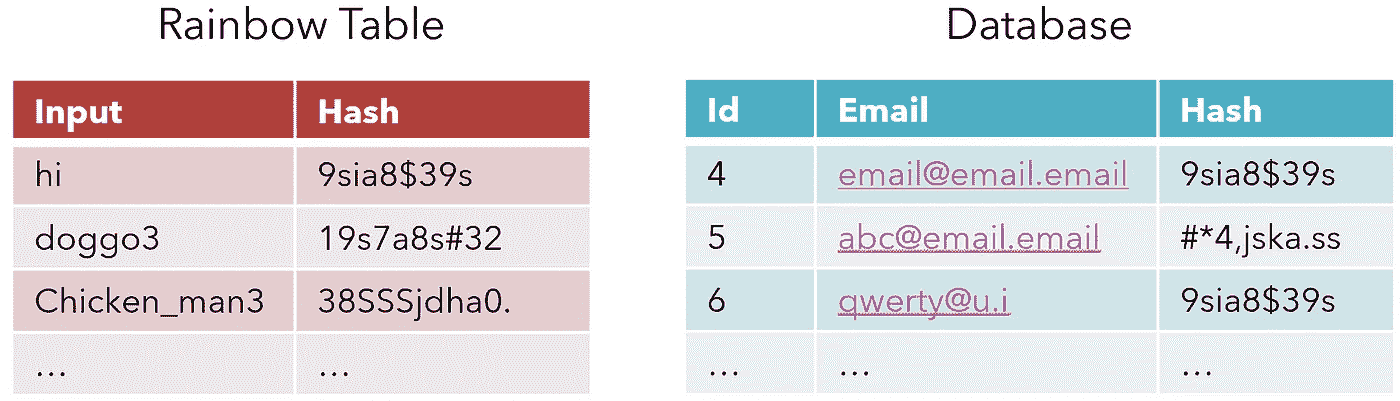 Rainbow Table
Input Hash
hi 9sia8$39s
doggo3 19s7a8s#32
Chicken_man3 38SSSjdha0.
... ...
Database
Id Email Hash
4 email@email.email 9sia8$39s
5 abc@email.email #*4,jska.ss
6 qwerty@u.i 9sia8$39s
... ... ...